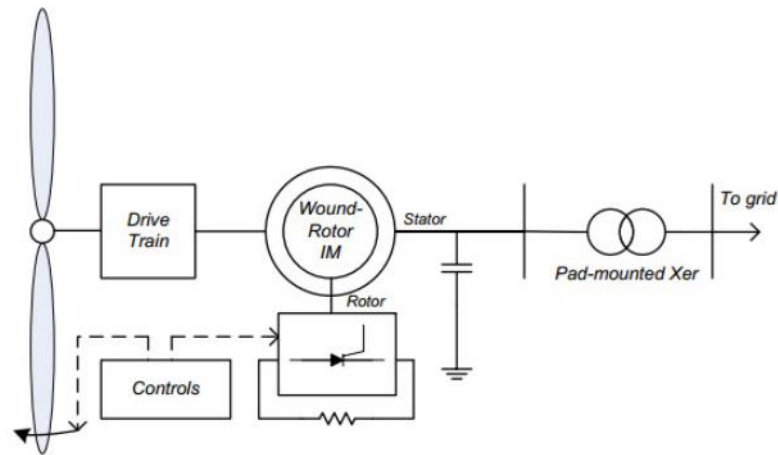 Drive
Train
Wound-
Rotor
IM
Stator
To grid
Pad-mounted Xer
Rotor
Controls